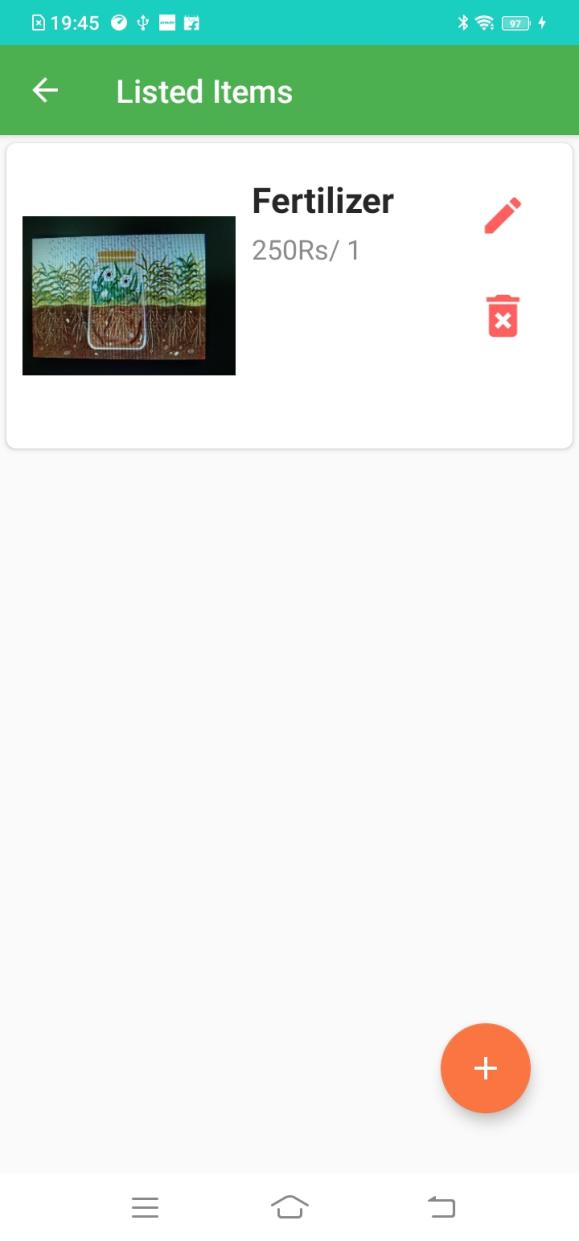 19:45
97
Listed Items
Fertilizer
250Rs/ 1